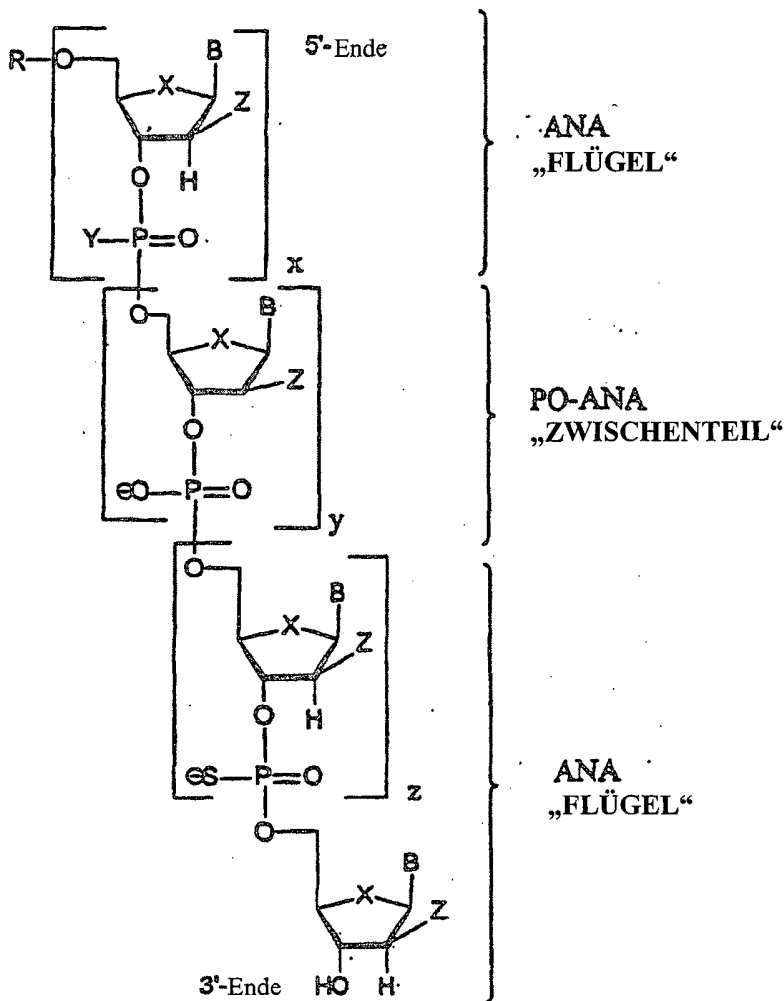 5'-Ende
B
R—O
X
Z
ANA
„FLÜGEL“
O
H
Y—P=O
x
O
B
X
Z
PO-ANA
„ZWISCHENTEIL“
O
⊖O—P=O
y
O
B
X
Z
O
H
⊖S—P=O
z
ANA
„FLÜGEL“
O
B
X
Z
3'-Ende
HO
H